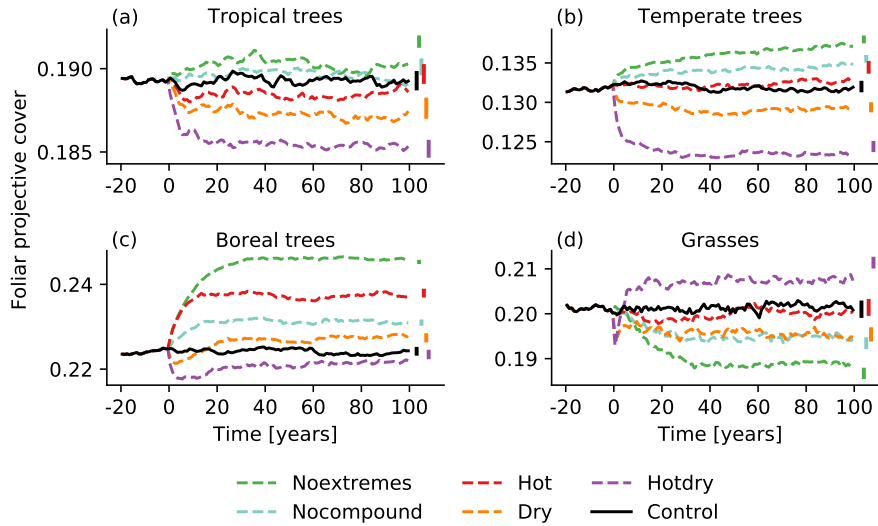 (a) Tropical trees
(b) Temperate trees
0.190
0.185
0.135
0.130
0.125
-20 0 20 40 60 80 100
-20 0 20 40 60 80 100
Foliar projective cover
(c) Boreal trees
(d) Grasses
0.24
0.22
0.21
0.20
0.19
-20 0 20 40 60 80 100
-20 0 20 40 60 80 100
Time [years]
Time [years]
Noextremes Hot Hotdry
Nocompound Dry Control